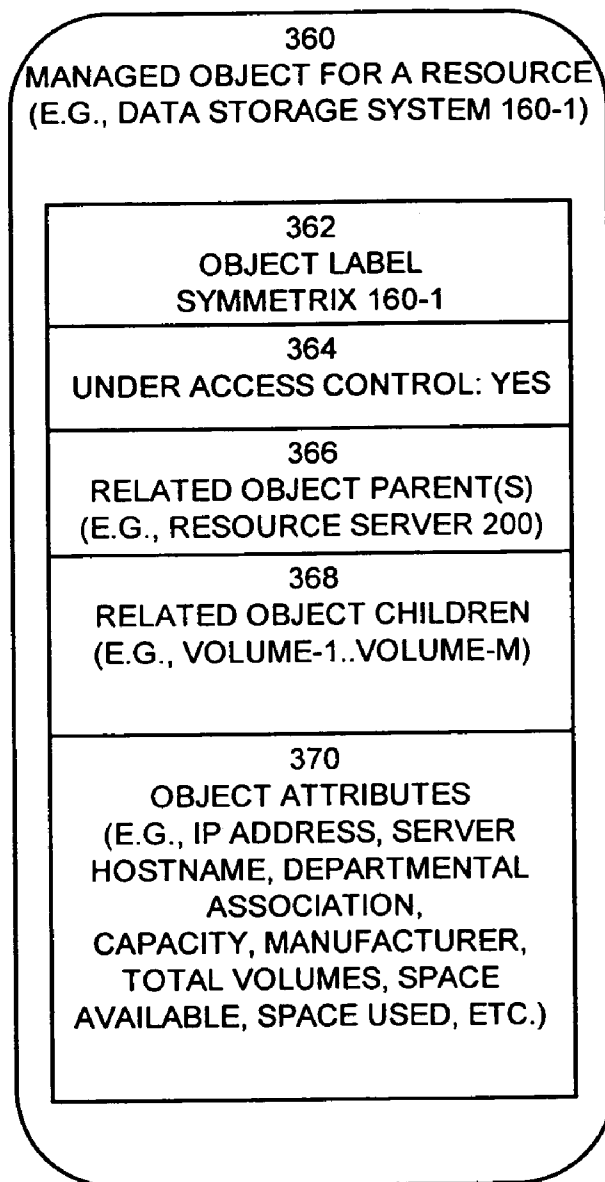 360
MANAGED OBJECT FOR A RESOURCE
(E.G., DATA STORAGE SYSTEM 160-1)
362
OBJECT LABEL
SYMMETRIX 160-1
364
UNDER ACCESS CONTROL: YES
366
RELATED OBJECT PARENT(S)
(E.G., RESOURCE SERVER 200)
368
RELATED OBJECT CHILDREN
(E.G., VOLUME-1..VOLUME-M)
370
OBJECT ATTRIBUTES
(E.G., IP ADDRESS, SERVER
HOSTNAME, DEPARTMENTAL
ASSOCIATION,
CAPACITY, MANUFACTURER,
TOTAL VOLUMES, SPACE
AVAILABLE, SPACE USED, ETC.)